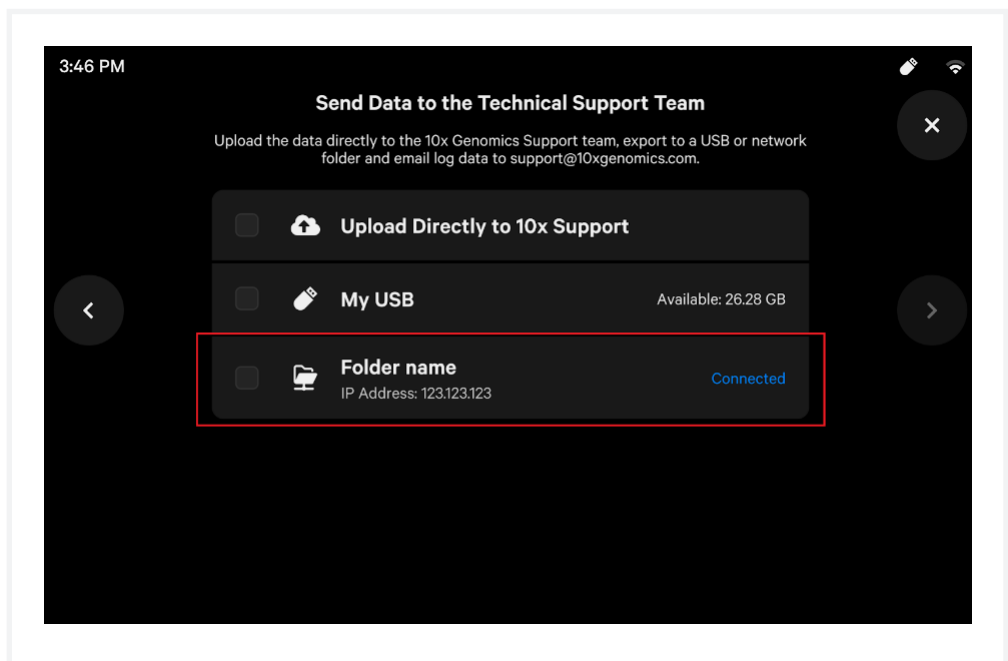 3:46 PM
Send Data to the Technical Support Team
Upload the data directly to the 10x Genomics Support team, export to a USB or network
folder and email log data to support@10xgenomics.com.
Upload Directly to 10x Support
My USB
Available: 26.28 GB
Folder name
IP Address: 123.123.123
Connected